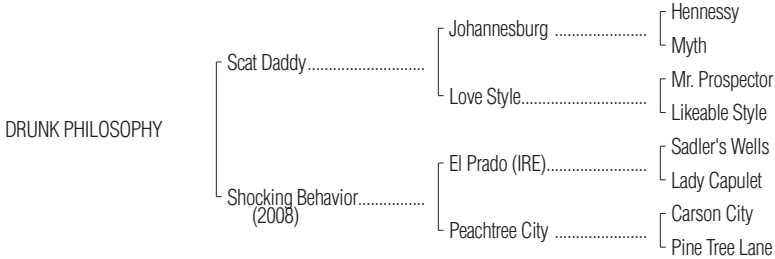 Hennessy
Johannesburg ......................
Myth
Scat Daddy............................
Mr. Prospector
Love Style..............................
Likeable Style
DRUNK PHILOSOPHY
Sadler's Wells
El Prado (IRE)........................
Lady Capulet
Shocking Behavior................
(2008)
Carson City
Peachtree City ......................
Pine Tree Lane